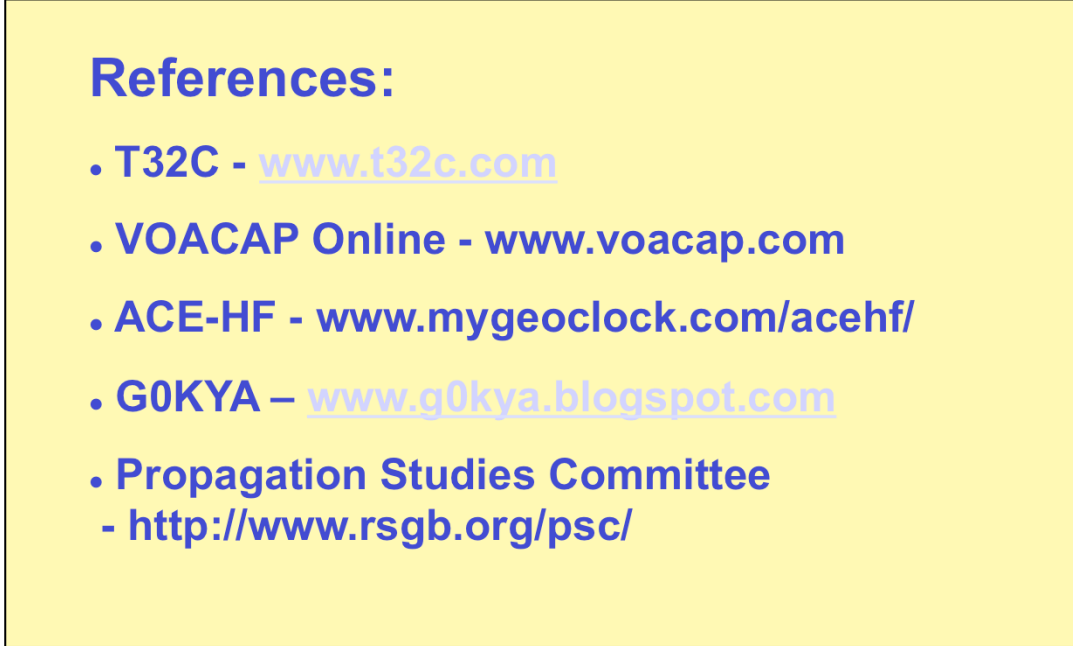 References:
• T32C - www.t32c.com
• VOACAP Online - www.voacap.com
• ACE-HF - www.mygeoclock.com/acehf/
• G0KYA – www.g0kya.blogspot.com
• Propagation Studies Committee
- http://www.rsgb.org/psc/